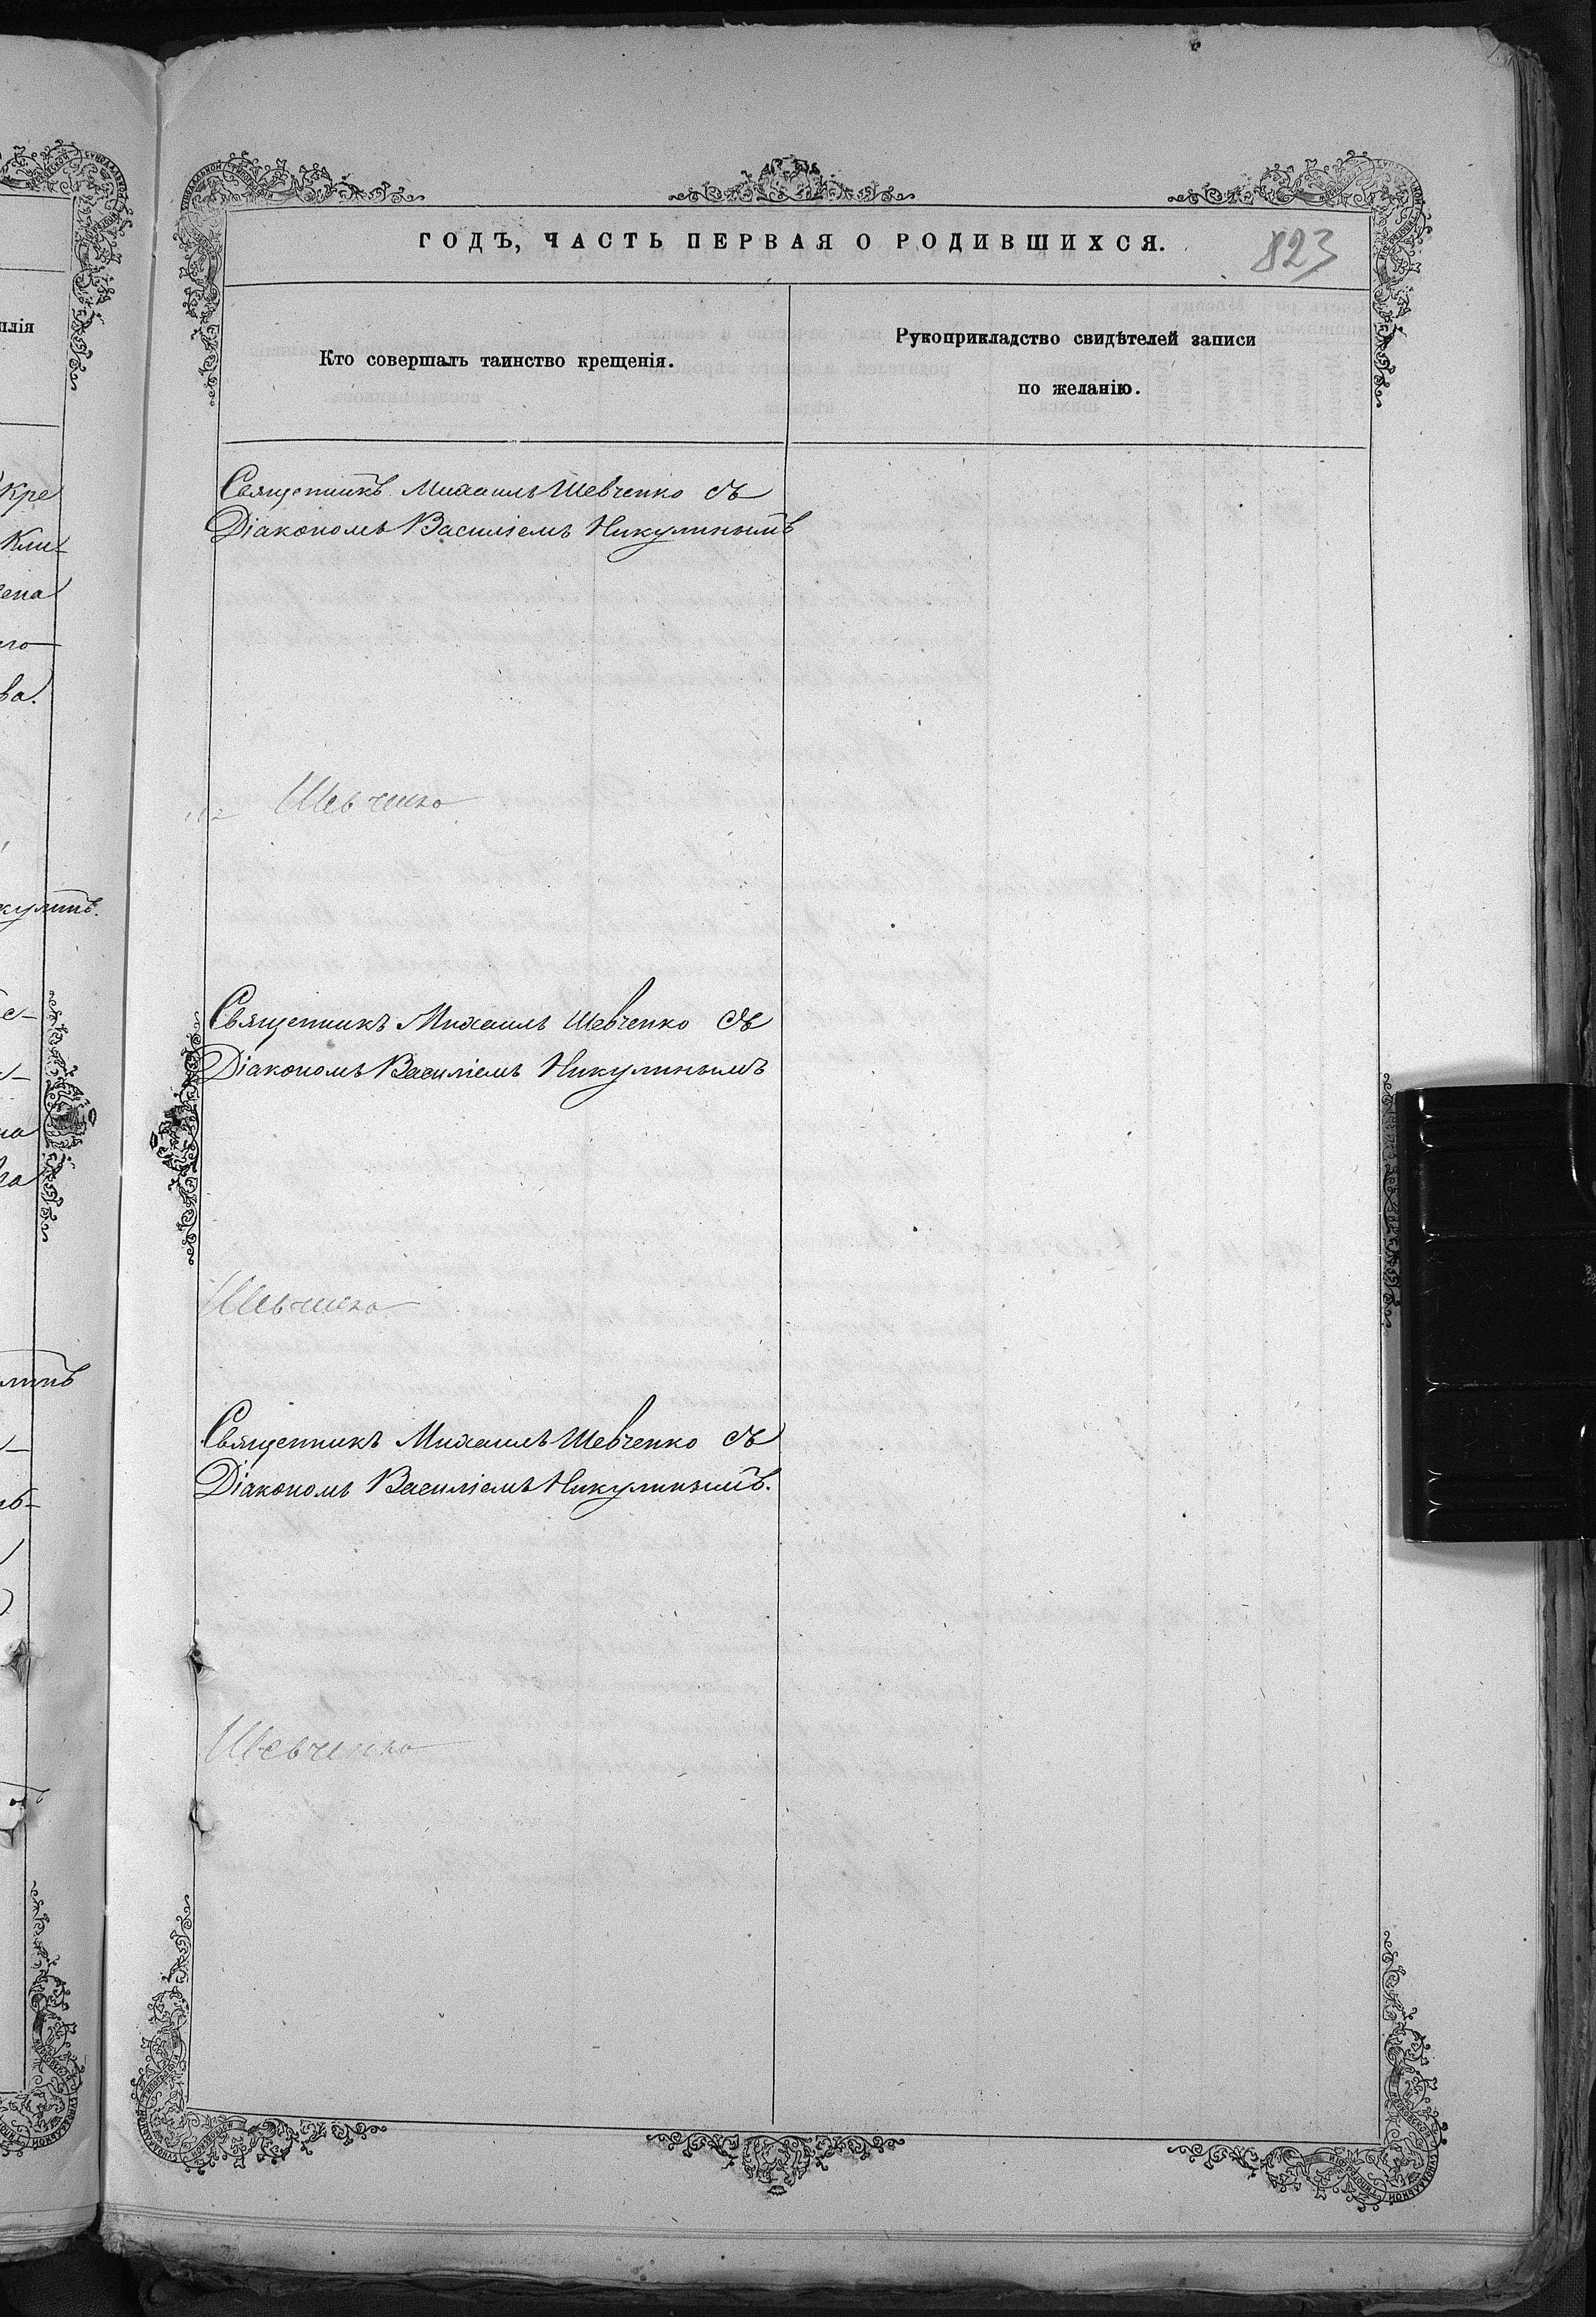 ГОДЪ, ЧАСТЬ ПЕРВАЯ О РОДИВШИХСЯ.
823
Кто совершалъ таинство крещенія.
Рукоприкладство свидѣтелей записи
по желанію.
Священникъ Михаилъ Шевченко съ
Діакономъ Василіемъ Никулинымъ
Шевченко
Священникъ Михаилъ Шевченко съ
Діакономъ Василіемъ Никулинымъ
Шевченко
Священникъ Михаилъ Шевченко съ
Діакономъ Василіемъ Никулинымъ.
Шевченко